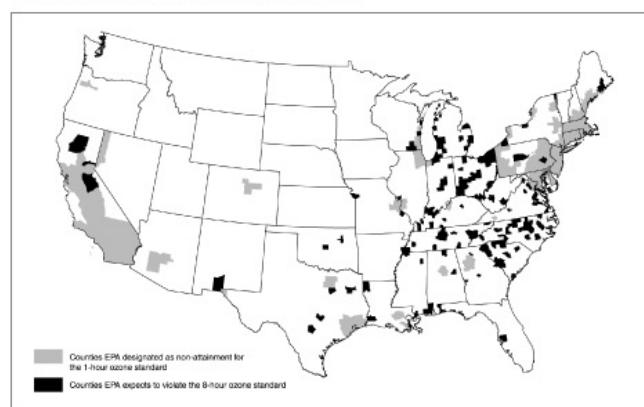 Counties EPA designated as non-attainment for
the 1-hour ozone standard
Counties EPA expects to violate the 8-hour ozone standard